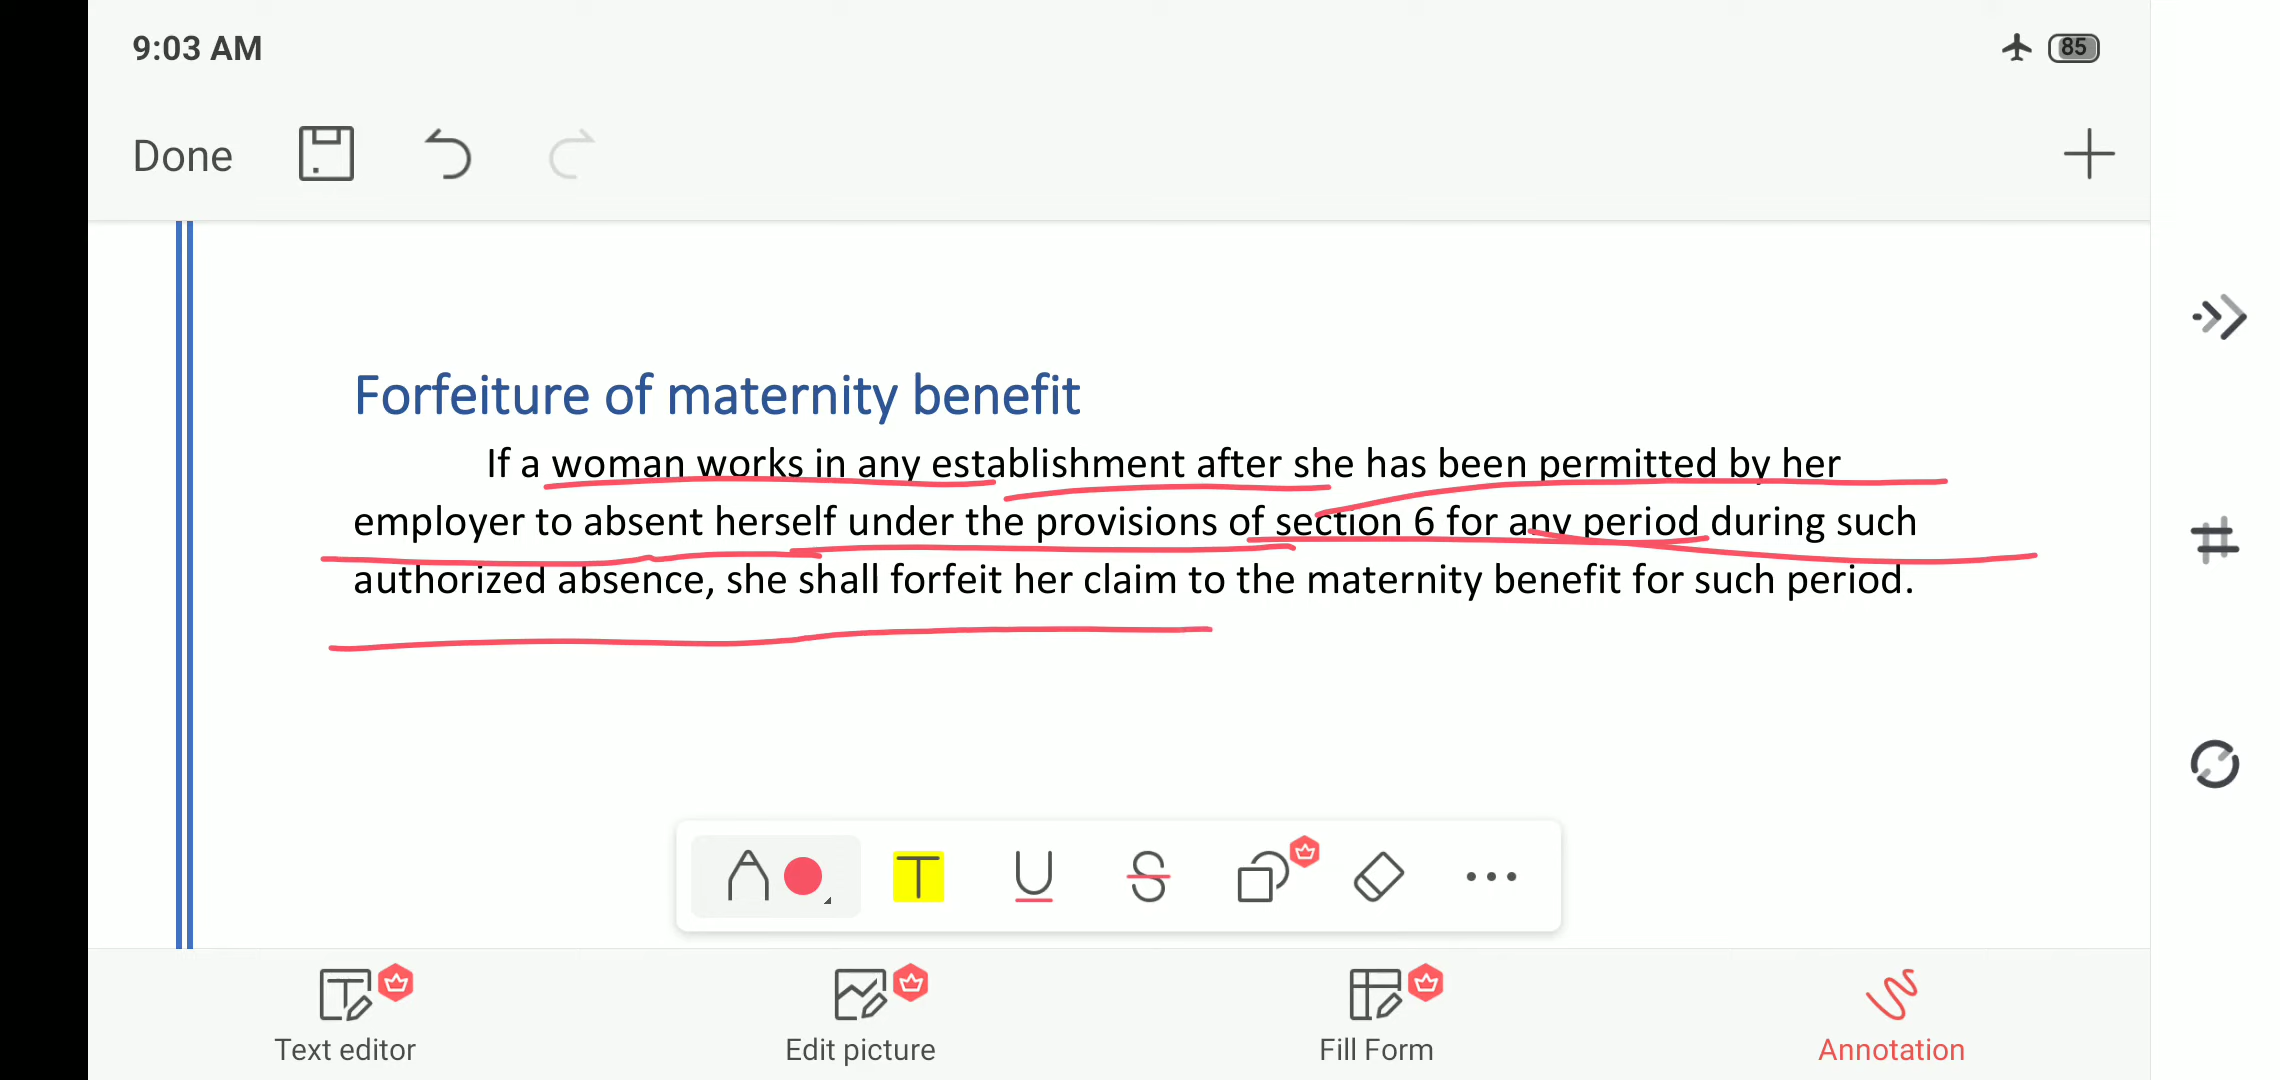 9:03 AM
85
Done
Forfeiture of maternity benefit
If a woman works in any establishment after she has been permitted by her
employer to absent herself under the provisions of section 6 for any period during such
authorized absence, she shall forfeit her claim to the maternity benefit for such period.
T U S
Text editor
Edit picture
Fill Form
Annotation